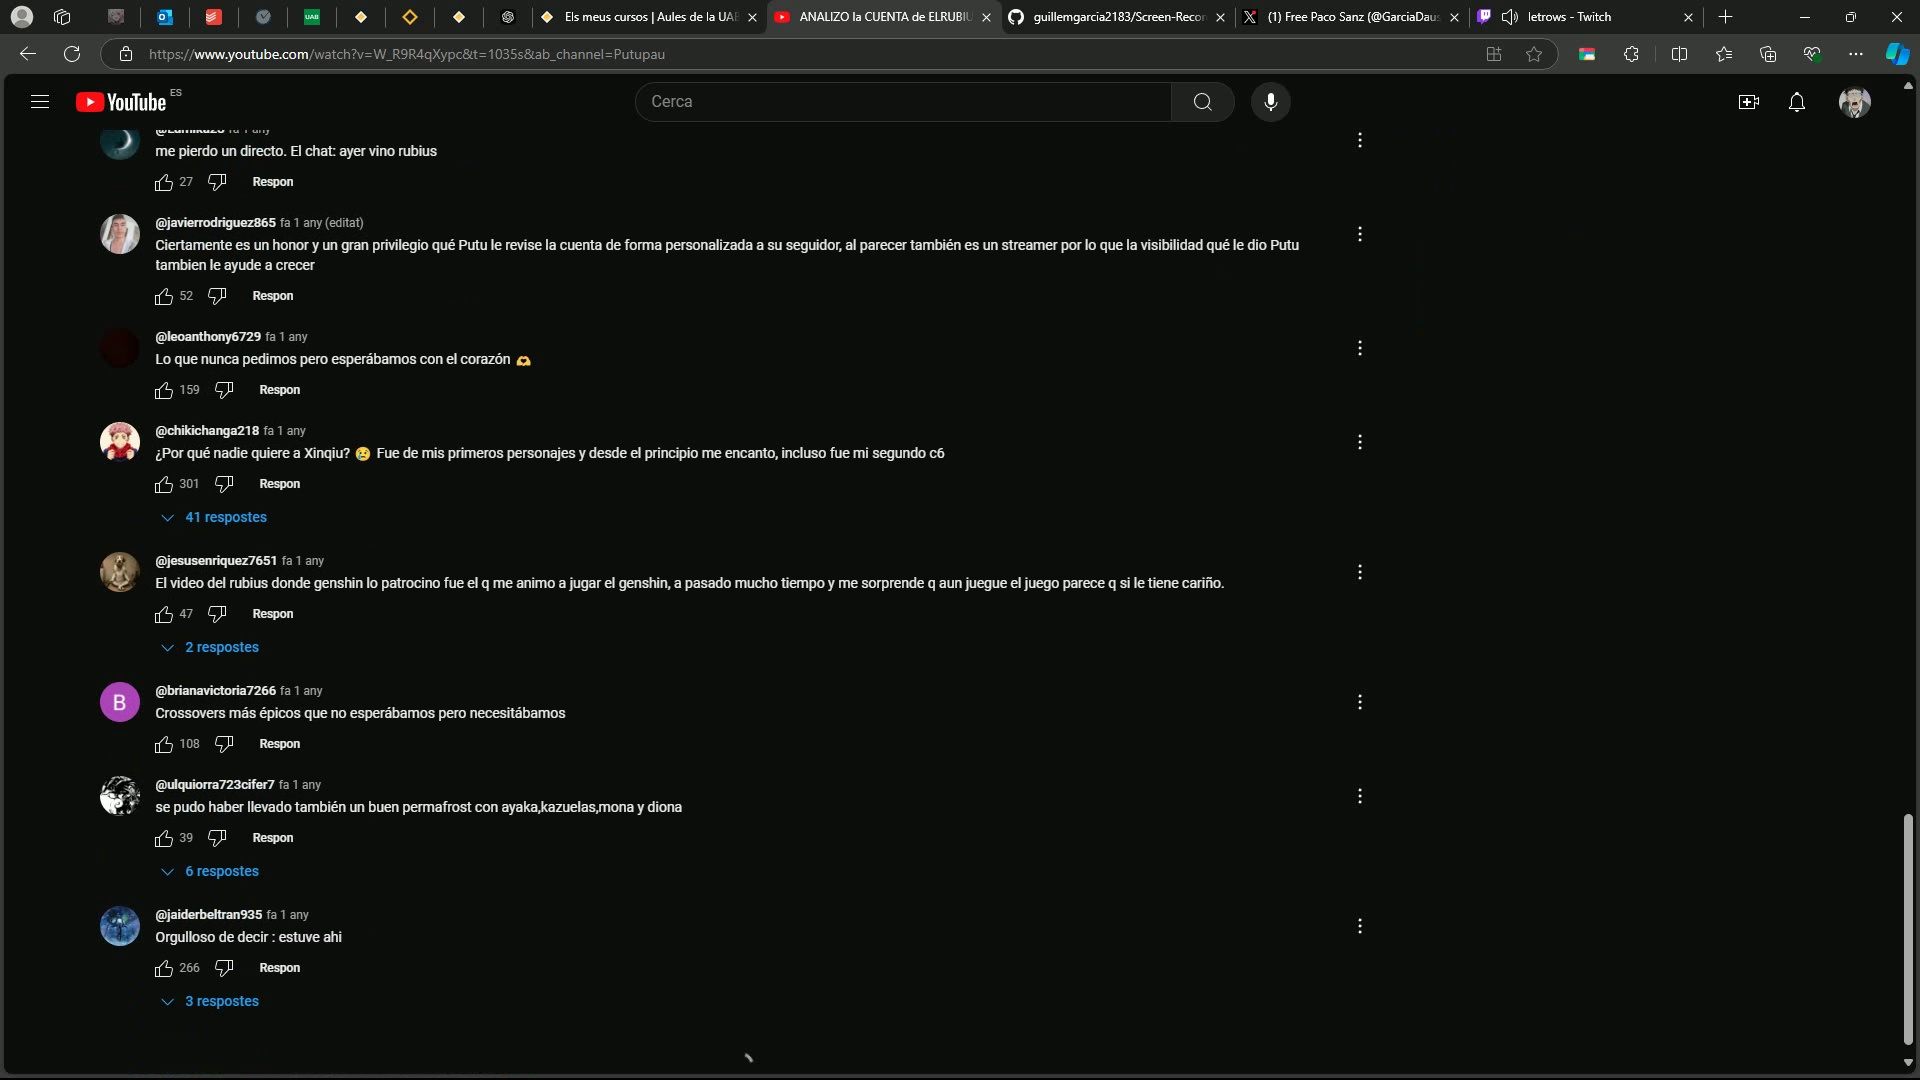 UAB
Els meus cursos | Aules de la UAB
ANALIZO la CUENTA de ELRUBIU
guillemgarcia2183/Screen-Recor
(1) Free Paco Sanz (@GarciaDaus
letrows - Twitch
https://www.youtube.com/watch?v=W_R9R4qXypc&t=1035s&ab_channel=Putupau
YouTube ES
Cerca
me pierdo un directo. El chat: ayer vino rubius
27 Respon
@javierrodriguez865 fa 1 any (editat)
Ciertamente es un honor y un gran privilegio qué Putu le revise la cuenta de forma personalizada a su seguidor, al parecer también es un streamer por lo que la visibilidad qué le dio Putu
tambien le ayude a crecer
52 Respon
@leoanthony6729 fa 1 any
Lo que nunca pedimos pero esperábamos con el corazón 🫶
159 Respon
@chikichanga218 fa 1 any
¿Por qué nadie quiere a Xinqiu? 😢 Fue de mis primeros personajes y desde el principio me encanto, incluso fue mi segundo c6
301 Respon
41 respostes
@jesusenriquez7651 fa 1 any
El video del rubius donde genshin lo patrocino fue el q me animo a jugar el genshin, a pasado mucho tiempo y me sorprende q aun juegue el juego parece q si le tiene cariño.
47 Respon
2 respostes
B
@brianavictoria7266 fa 1 any
Crossovers más épicos que no esperábamos pero necesitábamos
108 Respon
@ulquiorra723cifer7 fa 1 any
se pudo haber llevado también un buen permafrost con ayaka,kazuelas,mona y diona
39 Respon
6 respostes
@jaiderbeltran935 fa 1 any
Orgulloso de decir : estuve ahi
266 Respon
3 respostes